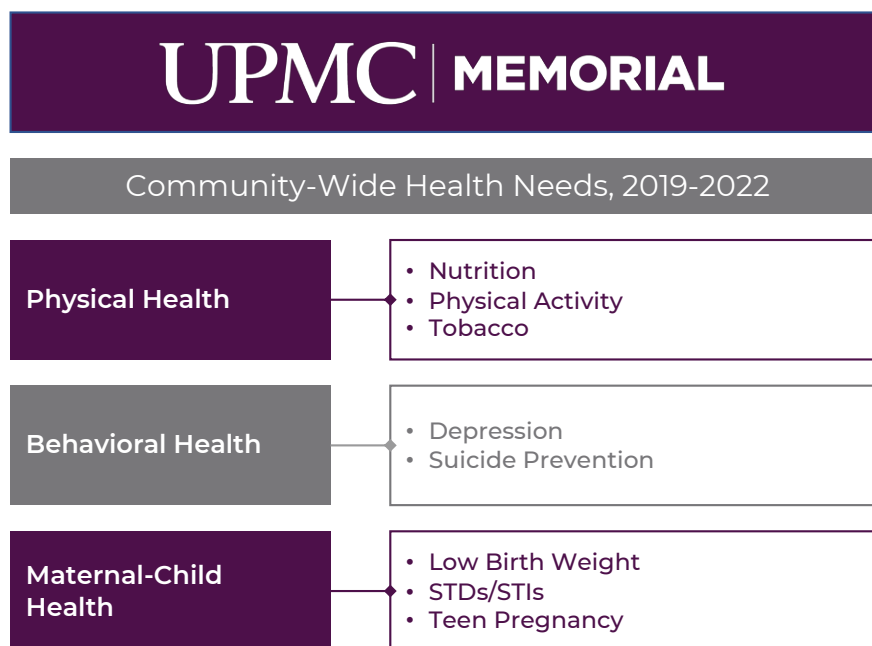 UPMC | MEMORIAL
Community-Wide Health Needs, 2019-2022
Physical Health
• Nutrition
• Physical Activity
• Tobacco
Behavioral Health
• Depression
• Suicide Prevention
Maternal-Child
Health
• Low Birth Weight
• STDs/STIs
• Teen Pregnancy